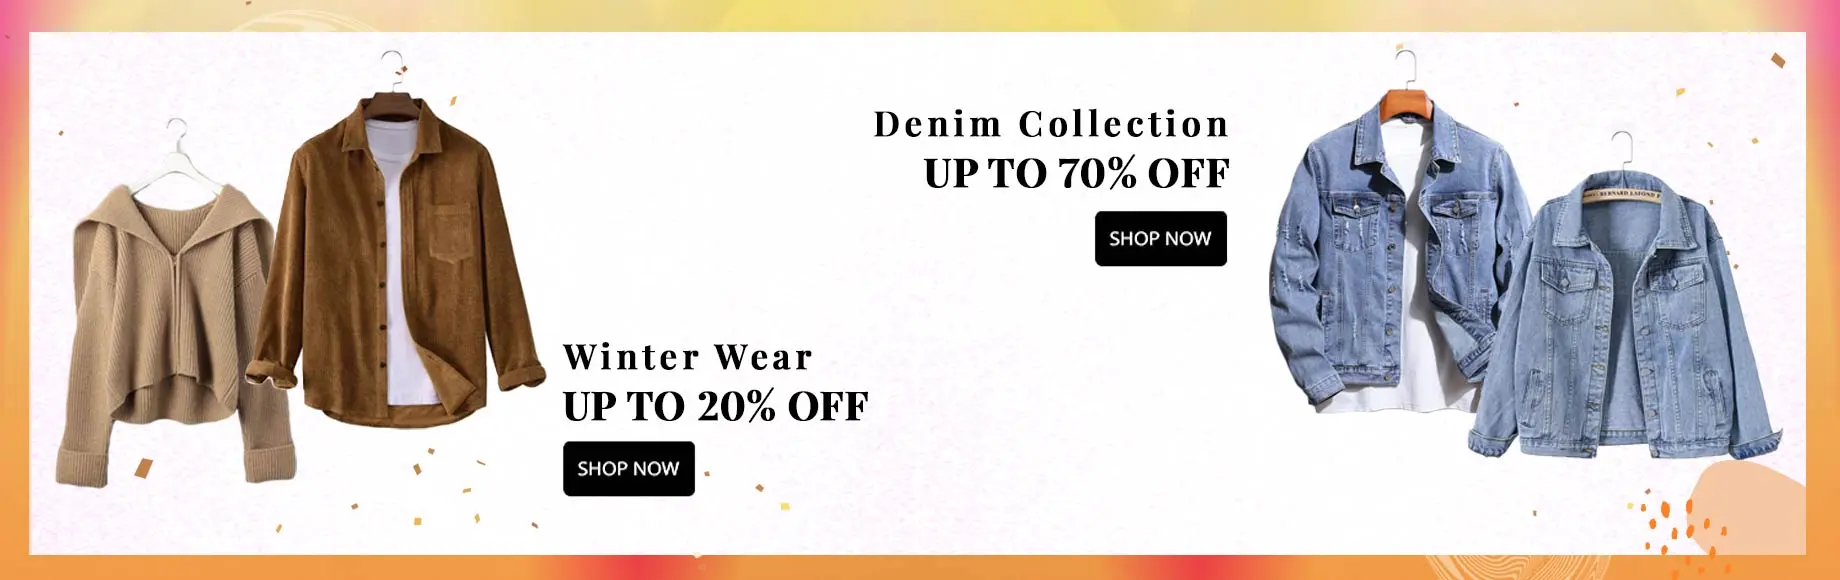 Denim Collection
UP TO 70% OFF
SHOP NOW
Winter Wear
UP TO 20% OFF
SHOP NOW